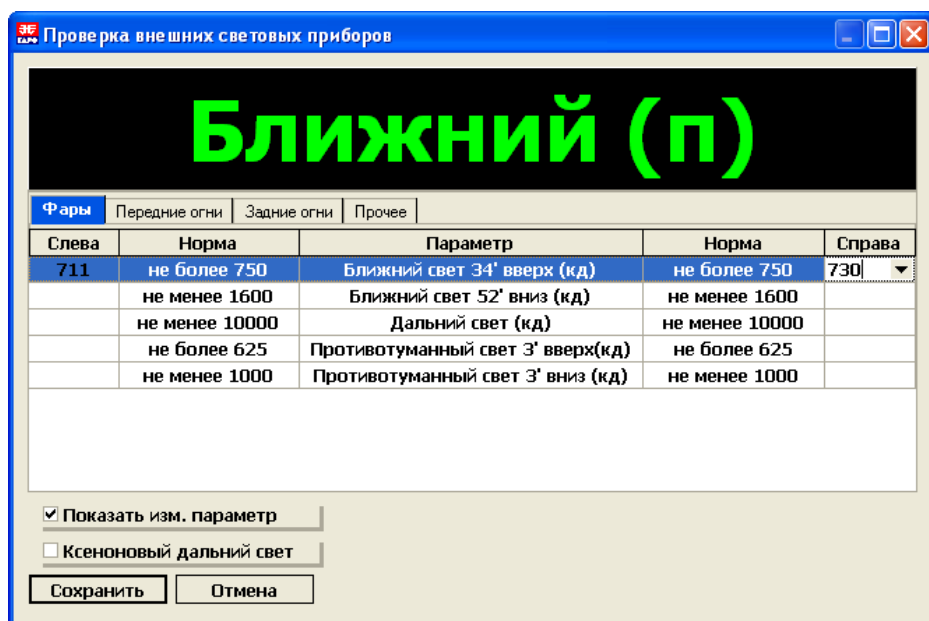 ГАРО Проверка внешних световых приборов
Ближний (п)
Фары Передние огни Задние огни Прочее
Слева Норма Параметр Норма Справа
711 не более 750 Ближний свет 34' вверх (кд) не более 750 730
не менее 1600 Ближний свет 52' вниз (кд) не менее 1600
не менее 10000 Дальний свет (кд) не менее 10000
не более 625 Противотуманный свет 3' вверх(кд) не более 625
не менее 1000 Противотуманный свет 3' вниз (кд) не менее 1000
Показать изм. параметр
Ксеноновый дальний свет
Сохранить Отмена